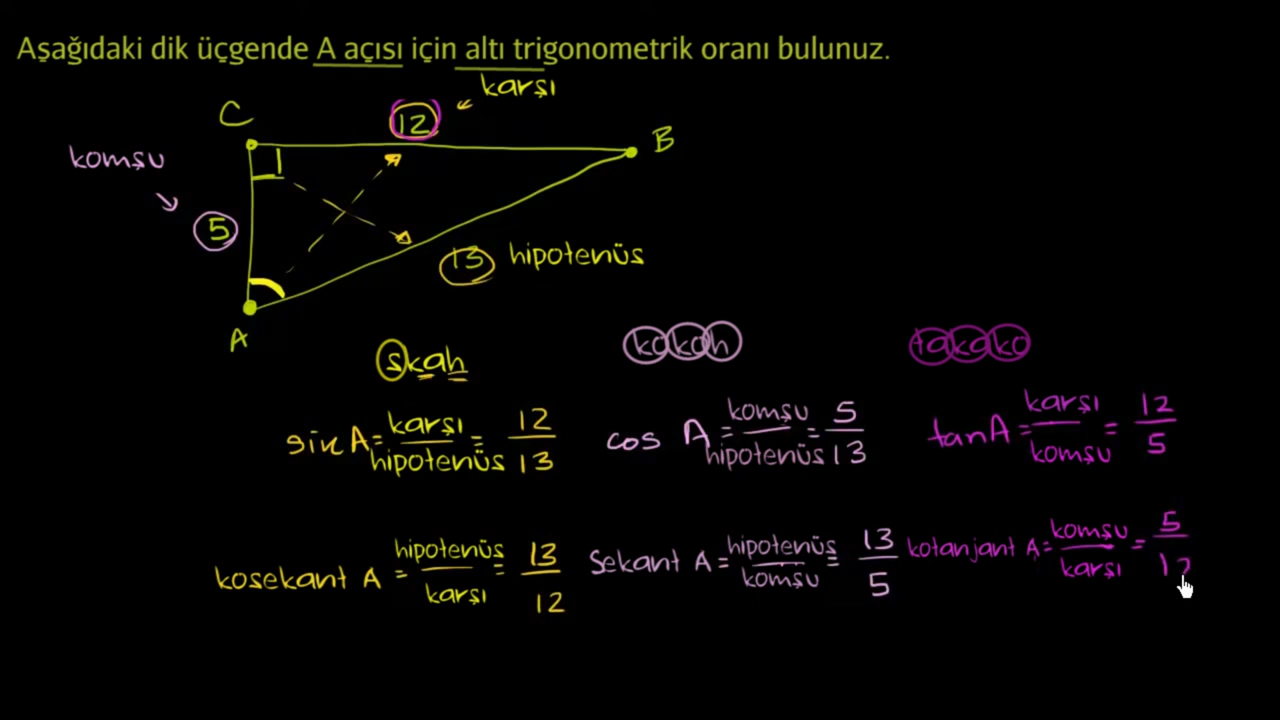 Aşağıdaki dik üçgende A açısı için altı trigonometrik oranı bulunuz.
karşı
C
12
B
komşu
5
13 hipotenüs
A
skah
kokoh
takako
sin A = karşı / hipotenüs = 12 / 13
cos A = komşu / hipotenüs = 5 / 13
tan A = karşı / komşu = 12 / 5
kosekant A = hipotenüs / karşı = 13 / 12
Sekant A = hipotenüs / komşu = 13 / 5
kotanjant A = komşu / karşı = 5 / 12